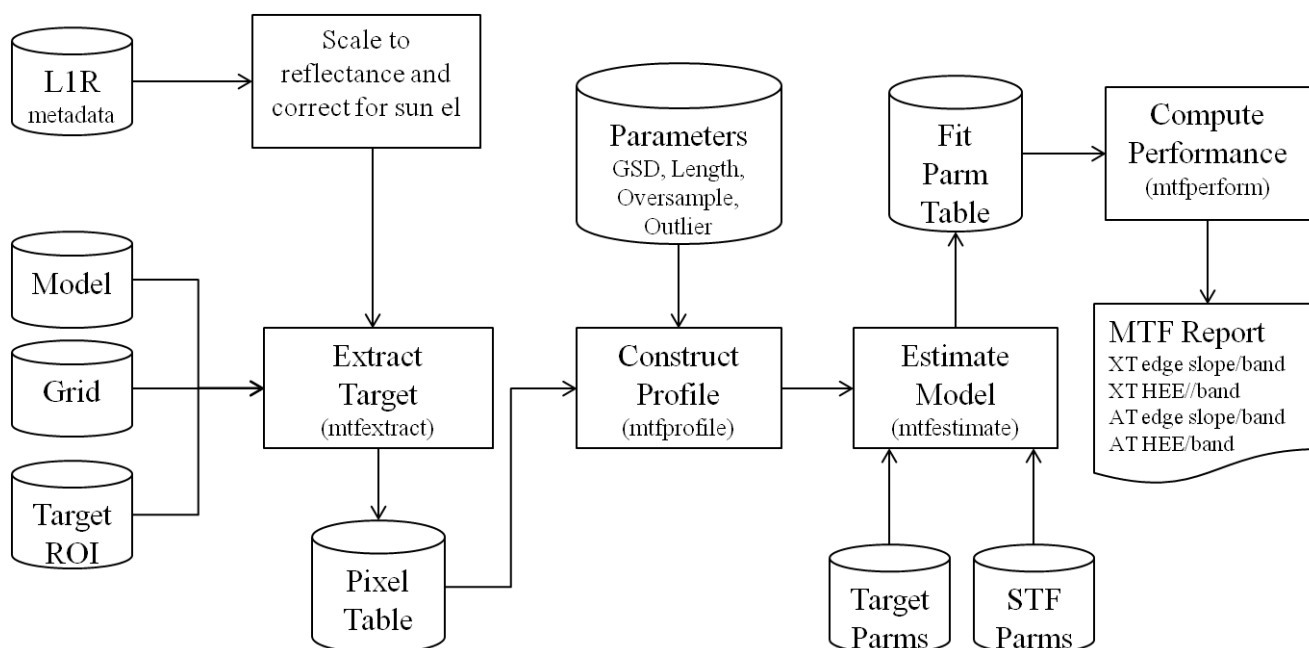 L1R
metadata
Scale to
reflectance and
correct for sun el
Parameters
GSD, Length,
Oversample,
Outlier
Fit
Parm
Table
Compute
Performance
(mtfperform)
Model
Grid
Target
ROI
Extract
Target
(mtfextract)
Construct
Profile
(mtfprofile)
Estimate
Model
(mtfestimate)
MTF Report
XT edge slope/band
XT HEE//band
AT edge slope/band
AT HEE/band
Pixel
Table
Target
Parms
STF
Parms